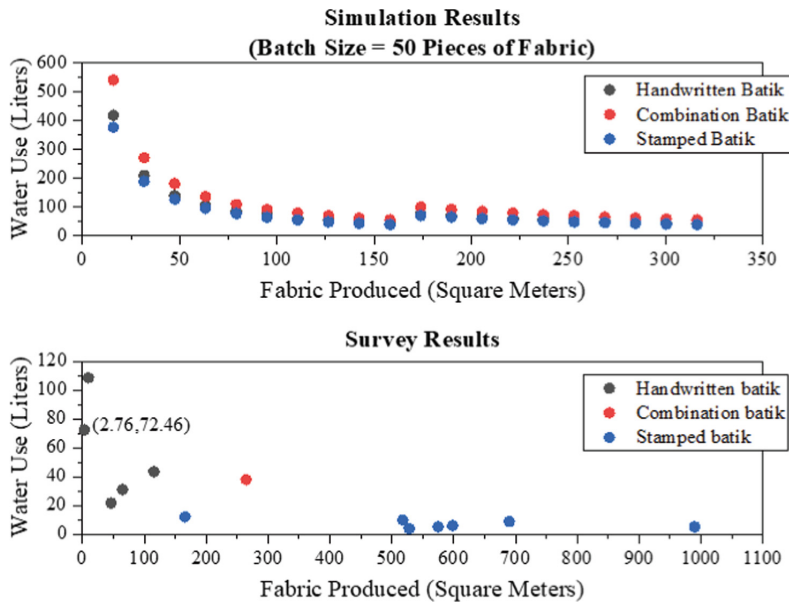 Simulation Results
(Batch Size = 50 Pieces of Fabric)
Water Use (Liters)
600
500
400
300
200
100
0
Handwritten Batik
Combination Batik
Stamped Batik
0 50 100 150 200 250 300 350
Fabric Produced (Square Meters)
Survey Results
Water Use (Liters)
120
100
80
60
40
20
0
(2.76,72.46)
Handwritten batik
Combination batik
Stamped batik
0 100 200 300 400 500 600 700 800 900 1000 1100
Fabric Produced (Square Meters)